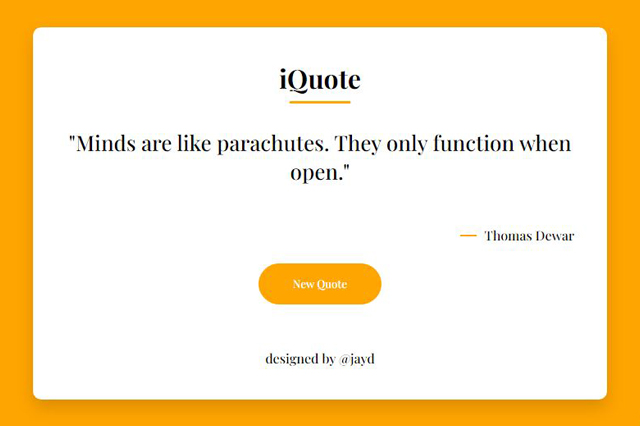 iQuote
"Minds are like parachutes. They only function when
open."
Thomas Dewar
New Quote
designed by @jayd